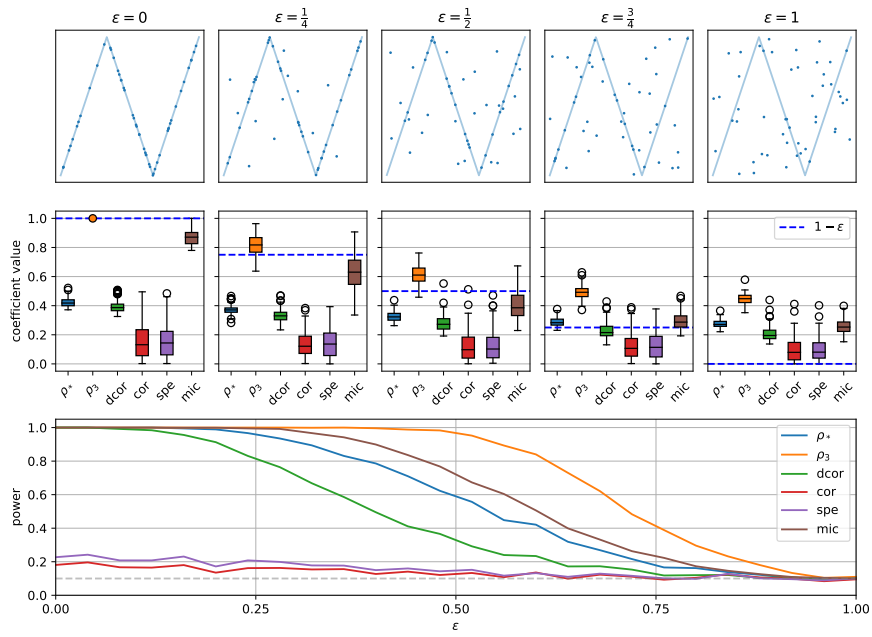 ε = 0
ε = 1/4
ε = 1/2
ε = 3/4
ε = 1
coefficient value
1.0
0.8
0.6
0.4
0.2
0.0
1 − ε
ρ* ρ3 dcor cor spe mic
ρ* ρ3 dcor cor spe mic
ρ* ρ3 dcor cor spe mic
ρ* ρ3 dcor cor spe mic
ρ* ρ3 dcor cor spe mic
power
1.0
0.8
0.6
0.4
0.2
0.0
ρ*
ρ3
dcor
cor
spe
mic
0.00 0.25 0.50 0.75 1.00
ε